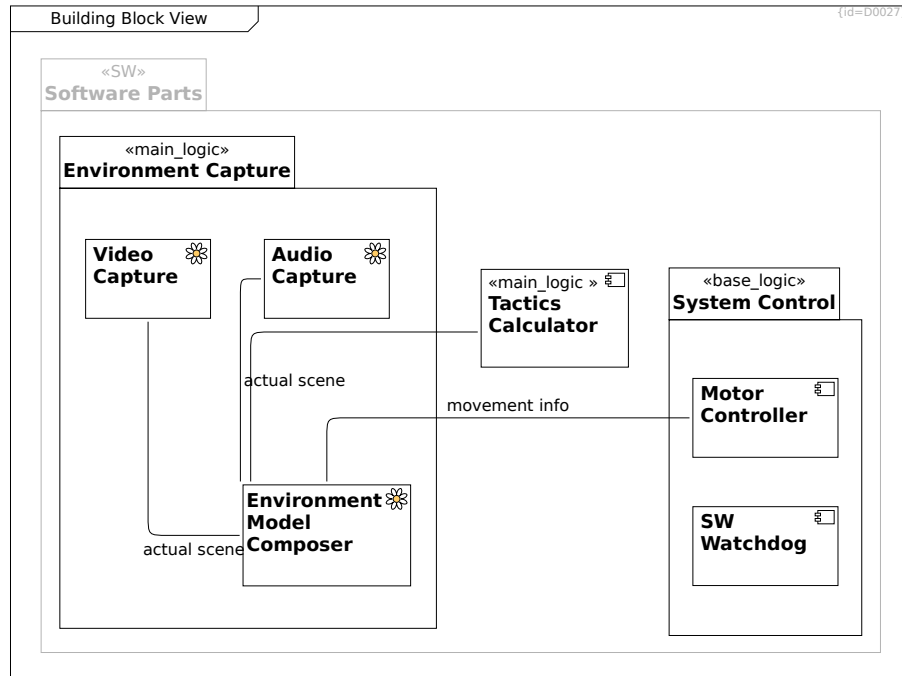 Building Block View
{id=D0027
«SW»
Software Parts
«main_logic»
Environment Capture
Video
Capture
Audio
Capture
«main_logic »
Tactics
Calculator
«base_logic»
System Control
actual scene
movement info
Motor
Controller
Environment
Model
Composer
actual scene
SW
Watchdog